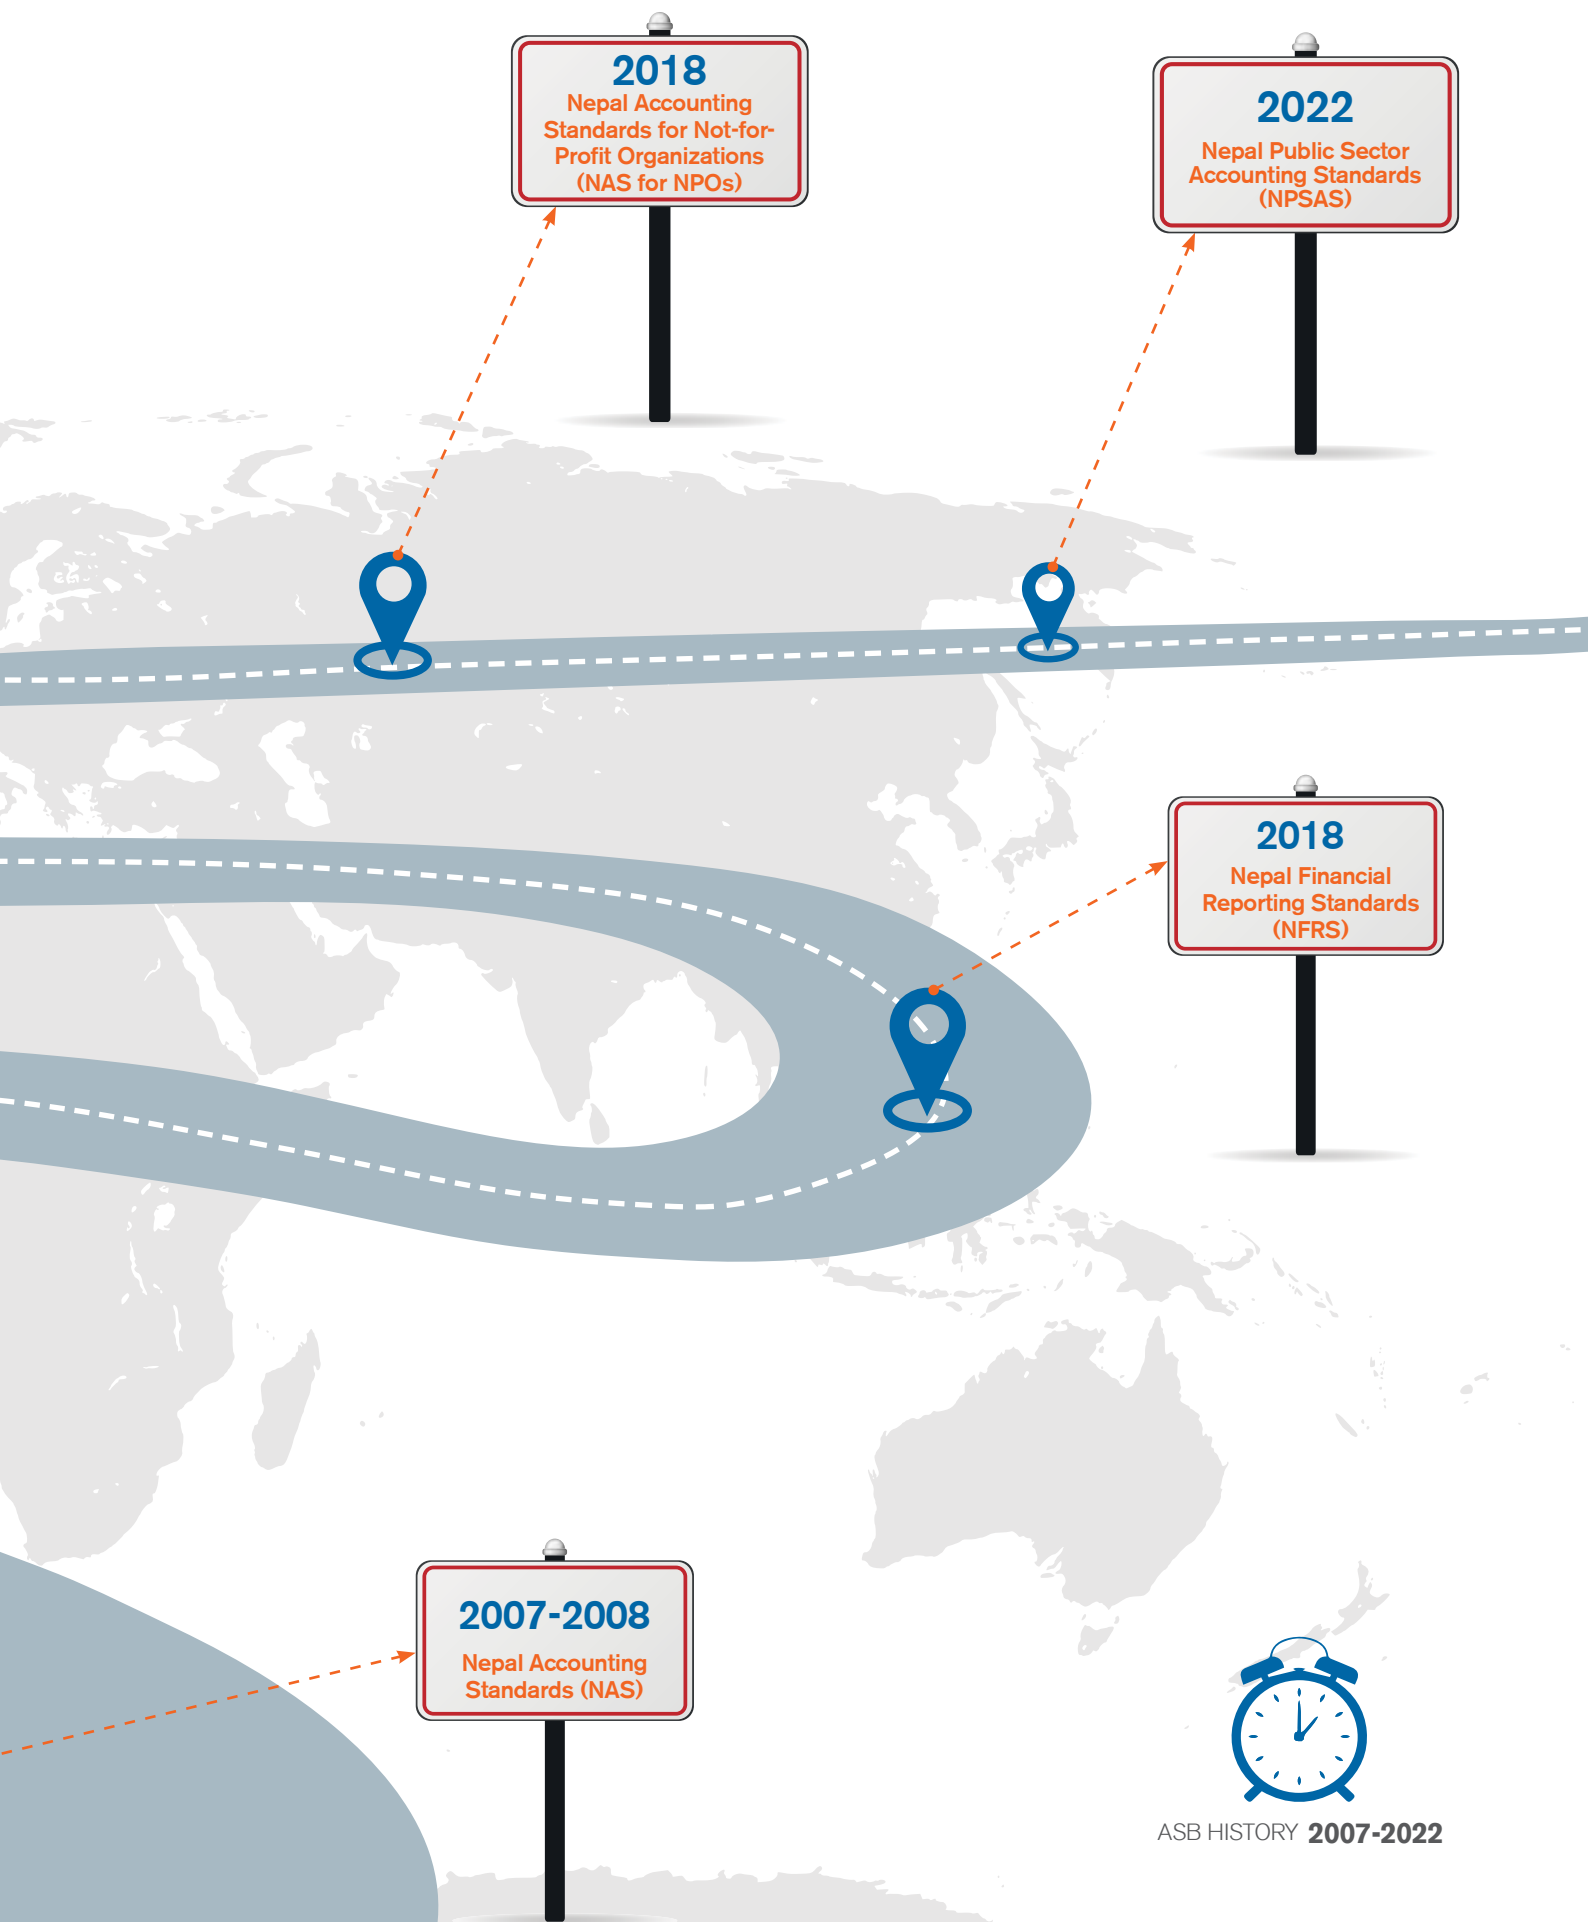 2018
Nepal Accounting
Standards for Not-for-
Profit Organizations
(NAS for NPOs)
2022
Nepal Public Sector
Accounting Standards
(NPSAS)
2018
Nepal Financial
Reporting Standards
(NFRS)
2007-2008
Nepal Accounting
Standards (NAS)
ASB HISTORY 2007-2022